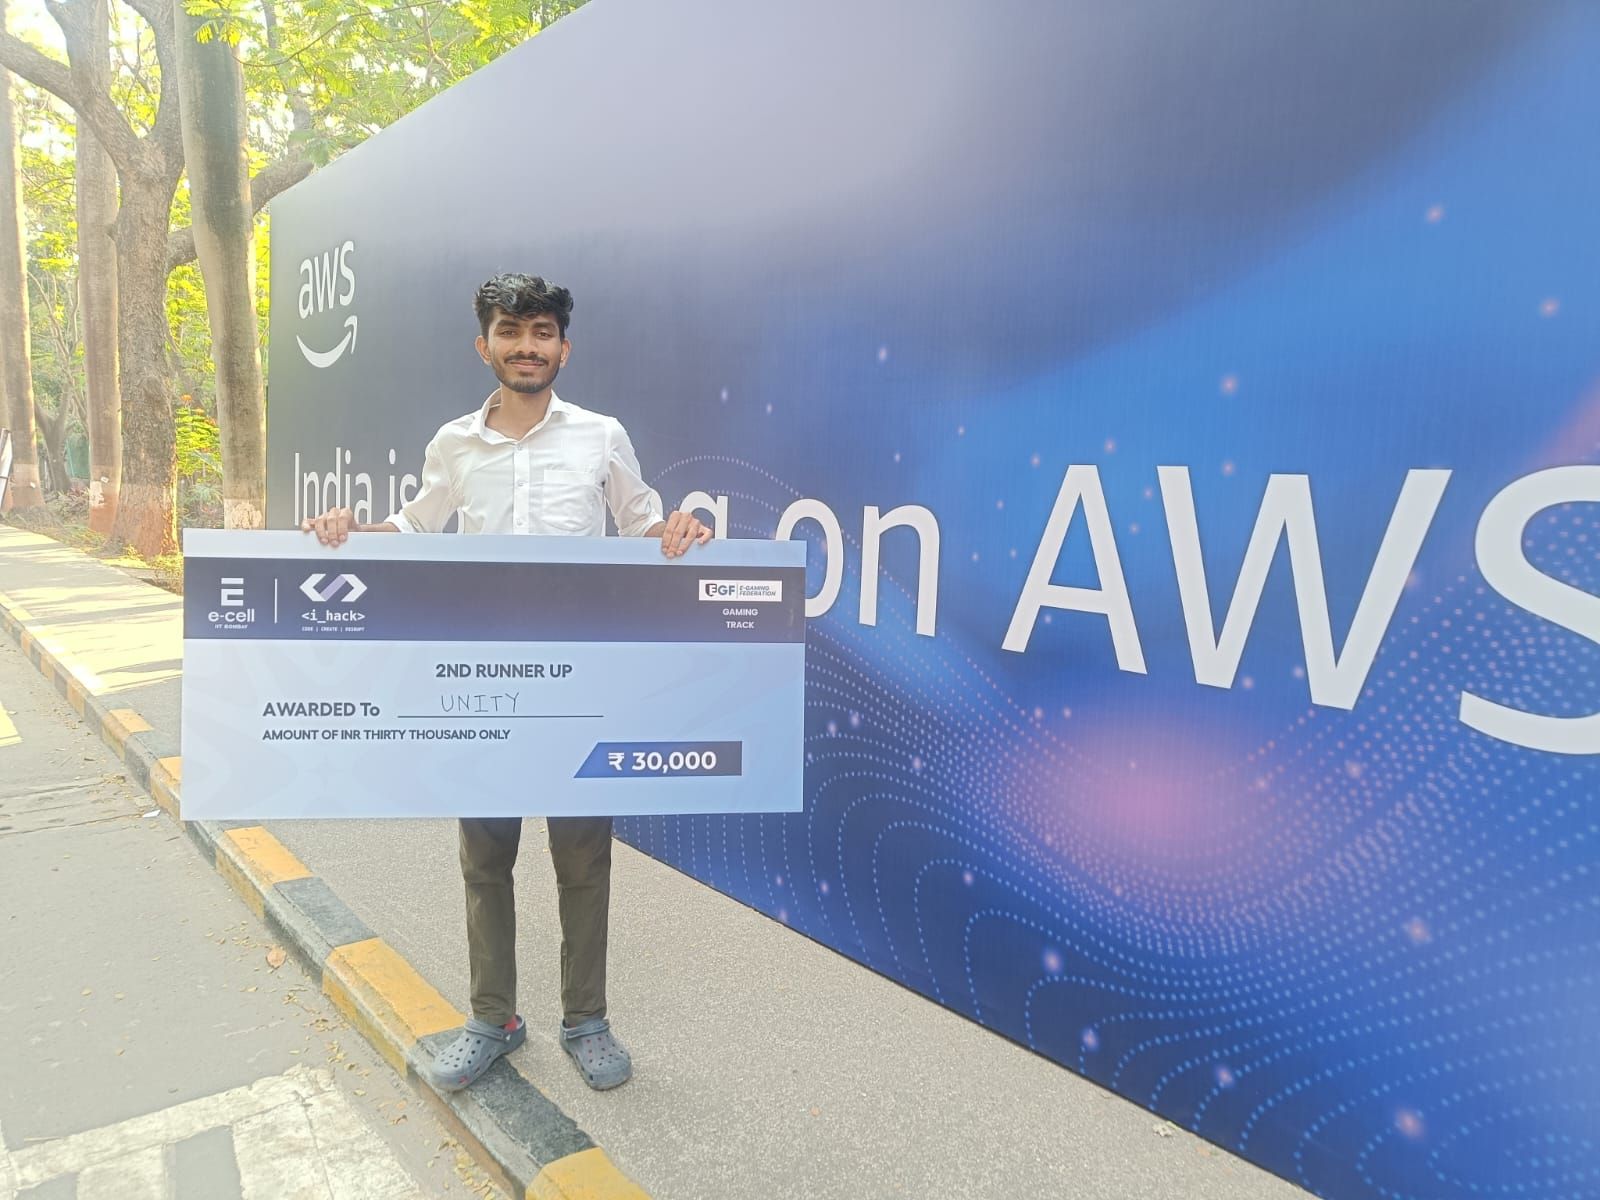 aws
India is
on AWS
e-cell
IIT BOMBAY
<i_hack>
CODE | CREATE | DISRUPT
EGF E-GAMING FEDERATION
GAMING
TRACK
2ND RUNNER UP
AWARDED To UNITY
AMOUNT OF INR THIRTY THOUSAND ONLY
₹ 30,000